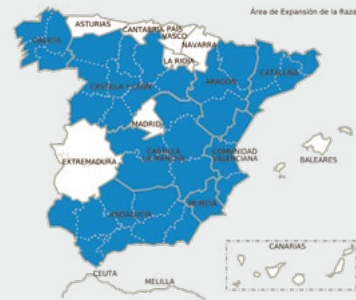 Área de Expansión de la Raza
ASTURIAS
CANTABRIA
PAÍS
VASCO
GALICIA
NAVARRA
LA RIOJA
CASTILLA Y LEÓN
ARAGÓN
CATALUÑA
MADRID
EXTREMADURA
CASTILLA
LA MANCHA
COMUNIDAD
VALENCIANA
BALEARES
MURCIA
ANDALUCÍA
CANARIAS
CEUTA
MELILLA